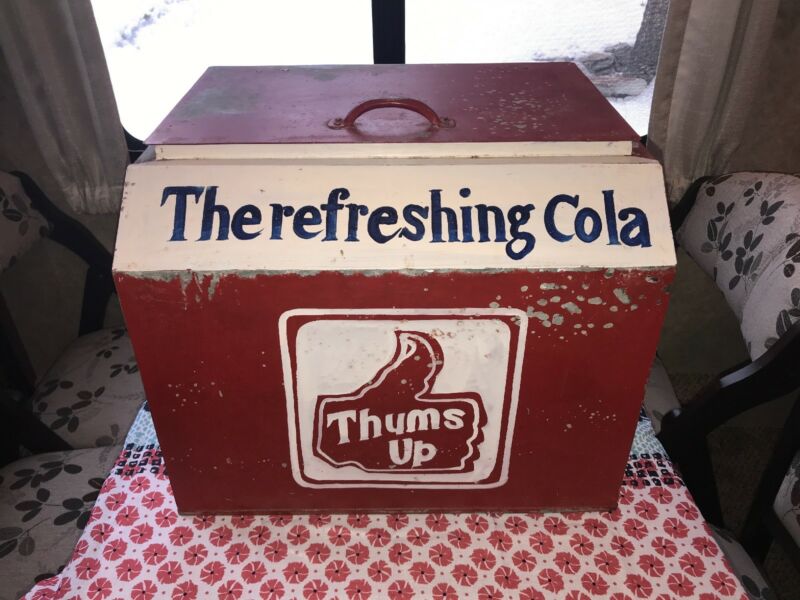 The refreshing Cola
Thums
Up